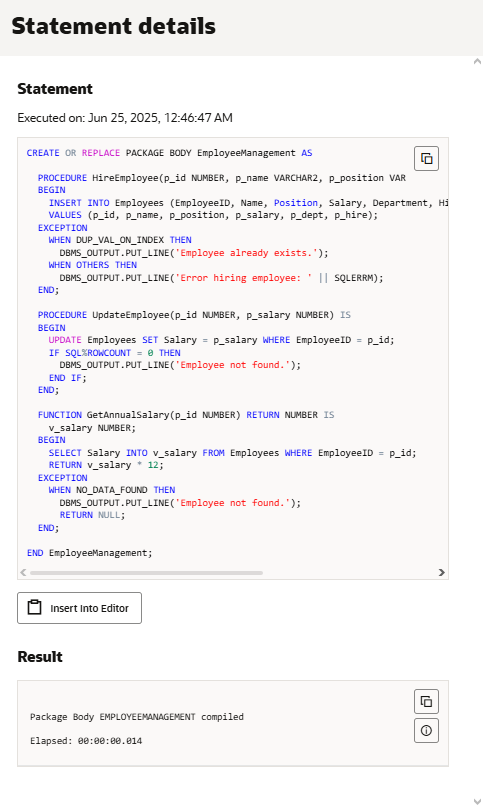 Statement details
Statement
Executed on: Jun 25, 2025, 12:46:47 AM
CREATE OR REPLACE PACKAGE BODY EmployeeManagement AS
PROCEDURE HireEmployee(p_id NUMBER, p_name VARCHAR2, p_position VAR
BEGIN
INSERT INTO Employees (EmployeeID, Name, Position, Salary, Department, Hi
VALUES (p_id, p_name, p_position, p_salary, p_dept, p_hire);
EXCEPTION
WHEN DUP_VAL_ON_INDEX THEN
DBMS_OUTPUT.PUT_LINE('Employee already exists.');
WHEN OTHERS THEN
DBMS_OUTPUT.PUT_LINE('Error hiring employee: ' || SQLERRM);
END;
PROCEDURE UpdateEmployee(p_id NUMBER, p_salary NUMBER) IS
BEGIN
UPDATE Employees SET Salary = p_salary WHERE EmployeeID = p_id;
IF SQL%ROWCOUNT = 0 THEN
DBMS_OUTPUT.PUT_LINE('Employee not found.');
END IF;
END;
FUNCTION GetAnnualSalary(p_id NUMBER) RETURN NUMBER IS
v_salary NUMBER;
BEGIN
SELECT Salary INTO v_salary FROM Employees WHERE EmployeeID = p_id;
RETURN v_salary * 12;
EXCEPTION
WHEN NO_DATA_FOUND THEN
DBMS_OUTPUT.PUT_LINE('Employee not found.');
RETURN NULL;
END;
END EmployeeManagement;
Insert Into Editor
Result
Package Body EMPLOYEEMANAGEMENT compiled
Elapsed: 00:00:00.014